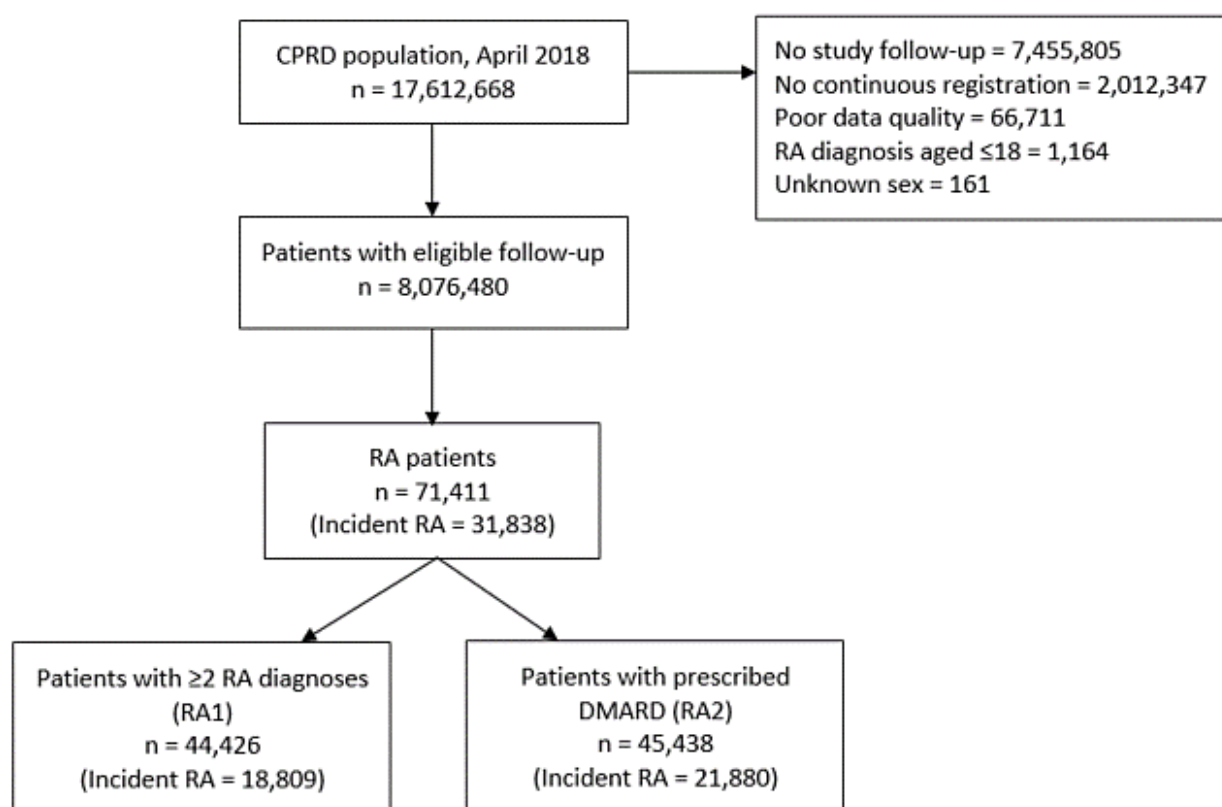 CPRD population, April 2018
n = 17,612,668
No study follow-up = 7,455,805
No continuous registration = 2,012,347
Poor data quality = 66,711
RA diagnosis aged ≤18 = 1,164
Unknown sex = 161
Patients with eligible follow-up
n = 8,076,480
RA patients
n = 71,411
(Incident RA = 31,838)
Patients with ≥2 RA diagnoses
(RA1)
n = 44,426
(Incident RA = 18,809)
Patients with prescribed
DMARD (RA2)
n = 45,438
(Incident RA = 21,880)